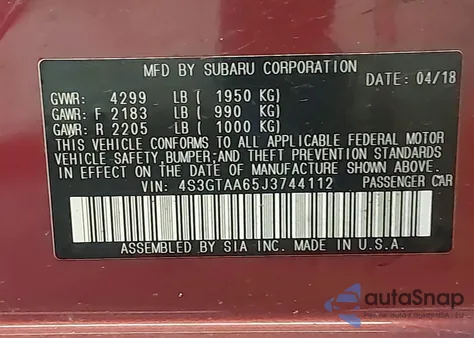 MFD BY SUBARU CORPORATION
DATE: 04/18
GVWR: 4299 LB ( 1950 KG)
GAWR: F 2183 LB ( 990 KG)
GAWR: R 2205 LB ( 1000 KG)
THIS VEHICLE CONFORMS TO ALL APPLICABLE FEDERAL MOTOR
VEHICLE SAFETY, BUMPER, AND THEFT PREVENTION STANDARDS
IN EFFECT ON THE DATE OF MANUFACTURE SHOWN ABOVE.
VIN: 4S3GTAA65J3744112 PASSENGER CAR
ASSEMBLED BY SIA INC. MADE IN U.S.A.
autoSnap